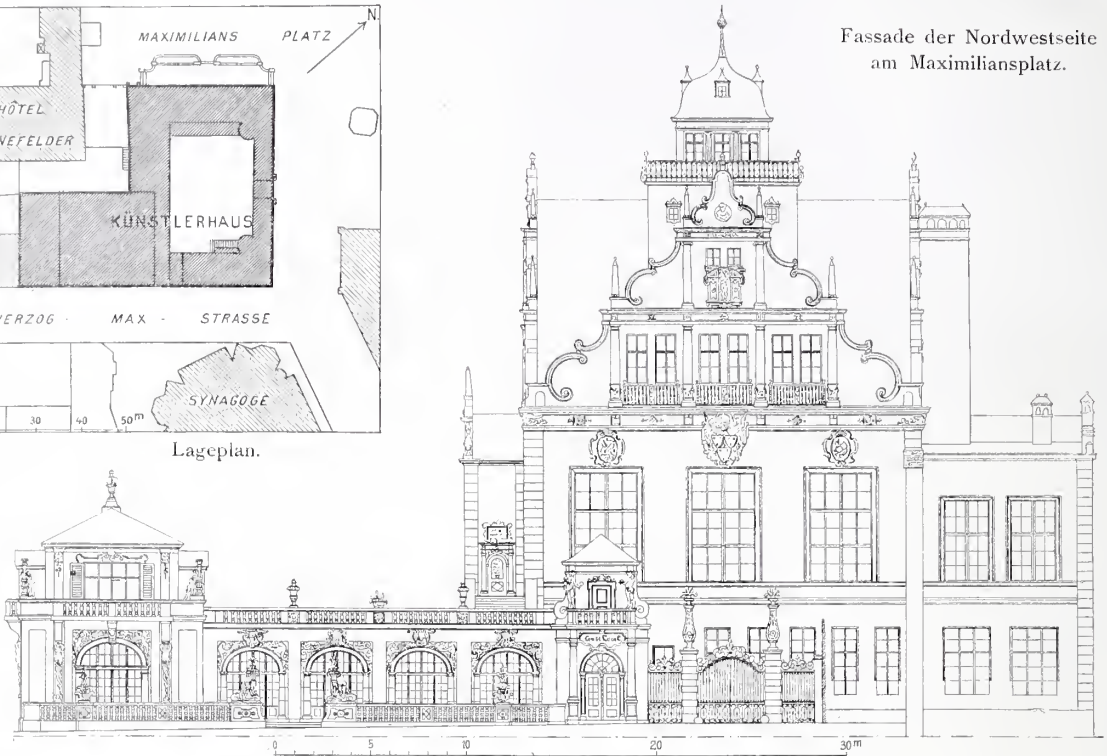 MAXIMILIANS PLATZ
N.
HÔTEL
NEFELDER
KÜNSTLERHAUS
HERZOG - MAX - STRASSE
SYNAGOGE
30 40 50m
Lageplan.
Fassade der Nordwestseite
am Maximiliansplatz.
0 5 10 20 30m